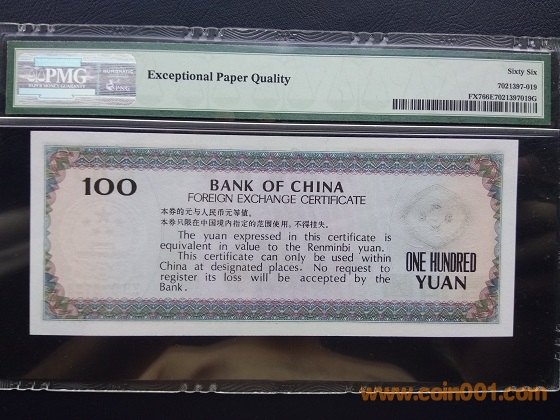 PMG
Exceptional Paper Quality
Sixty Six
7021397-019
FX766E7021397019G
100
BANK OF CHINA
FOREIGN EXCHANGE CERTIFICATE
本券的元与人民币元等值。
本券只限在中国境内指定的范围使用,不得挂失。
The yuan expressed in this certificate is
equivalent in value to the Renminbi yuan.
This certificate can only be used within
China at designated places. No request to
register its loss will be accepted by the
Bank.
ONE HUNDRED
YUAN
www.coin001.com